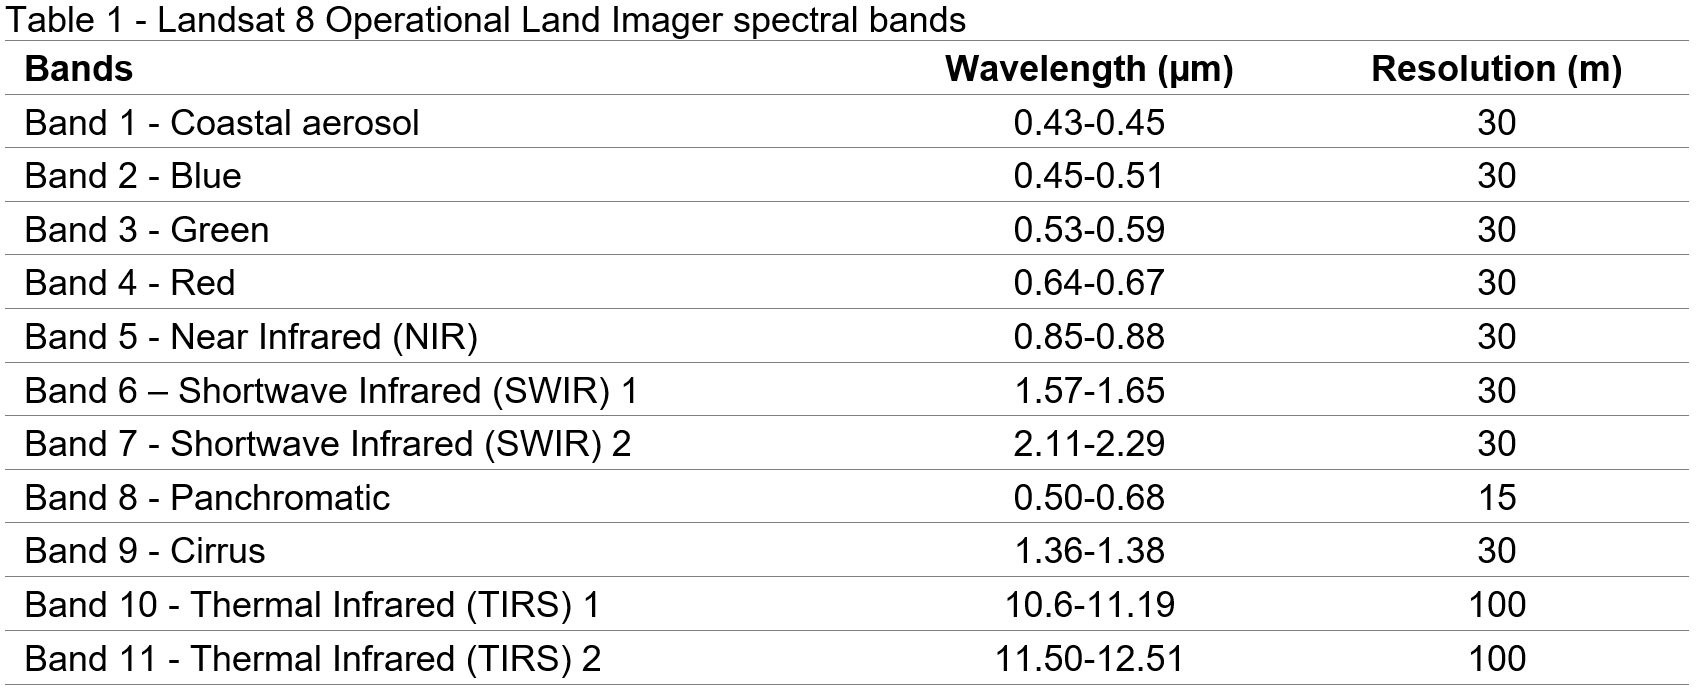 Table 1 - Landsat 8 Operational Land Imager spectral bands
Bands Wavelength (µm) Resolution (m)
Band 1 - Coastal aerosol 0.43-0.45 30
Band 2 - Blue 0.45-0.51 30
Band 3 - Green 0.53-0.59 30
Band 4 - Red 0.64-0.67 30
Band 5 - Near Infrared (NIR) 0.85-0.88 30
Band 6 – Shortwave Infrared (SWIR) 1 1.57-1.65 30
Band 7 - Shortwave Infrared (SWIR) 2 2.11-2.29 30
Band 8 - Panchromatic 0.50-0.68 15
Band 9 - Cirrus 1.36-1.38 30
Band 10 - Thermal Infrared (TIRS) 1 10.6-11.19 100
Band 11 - Thermal Infrared (TIRS) 2 11.50-12.51 100